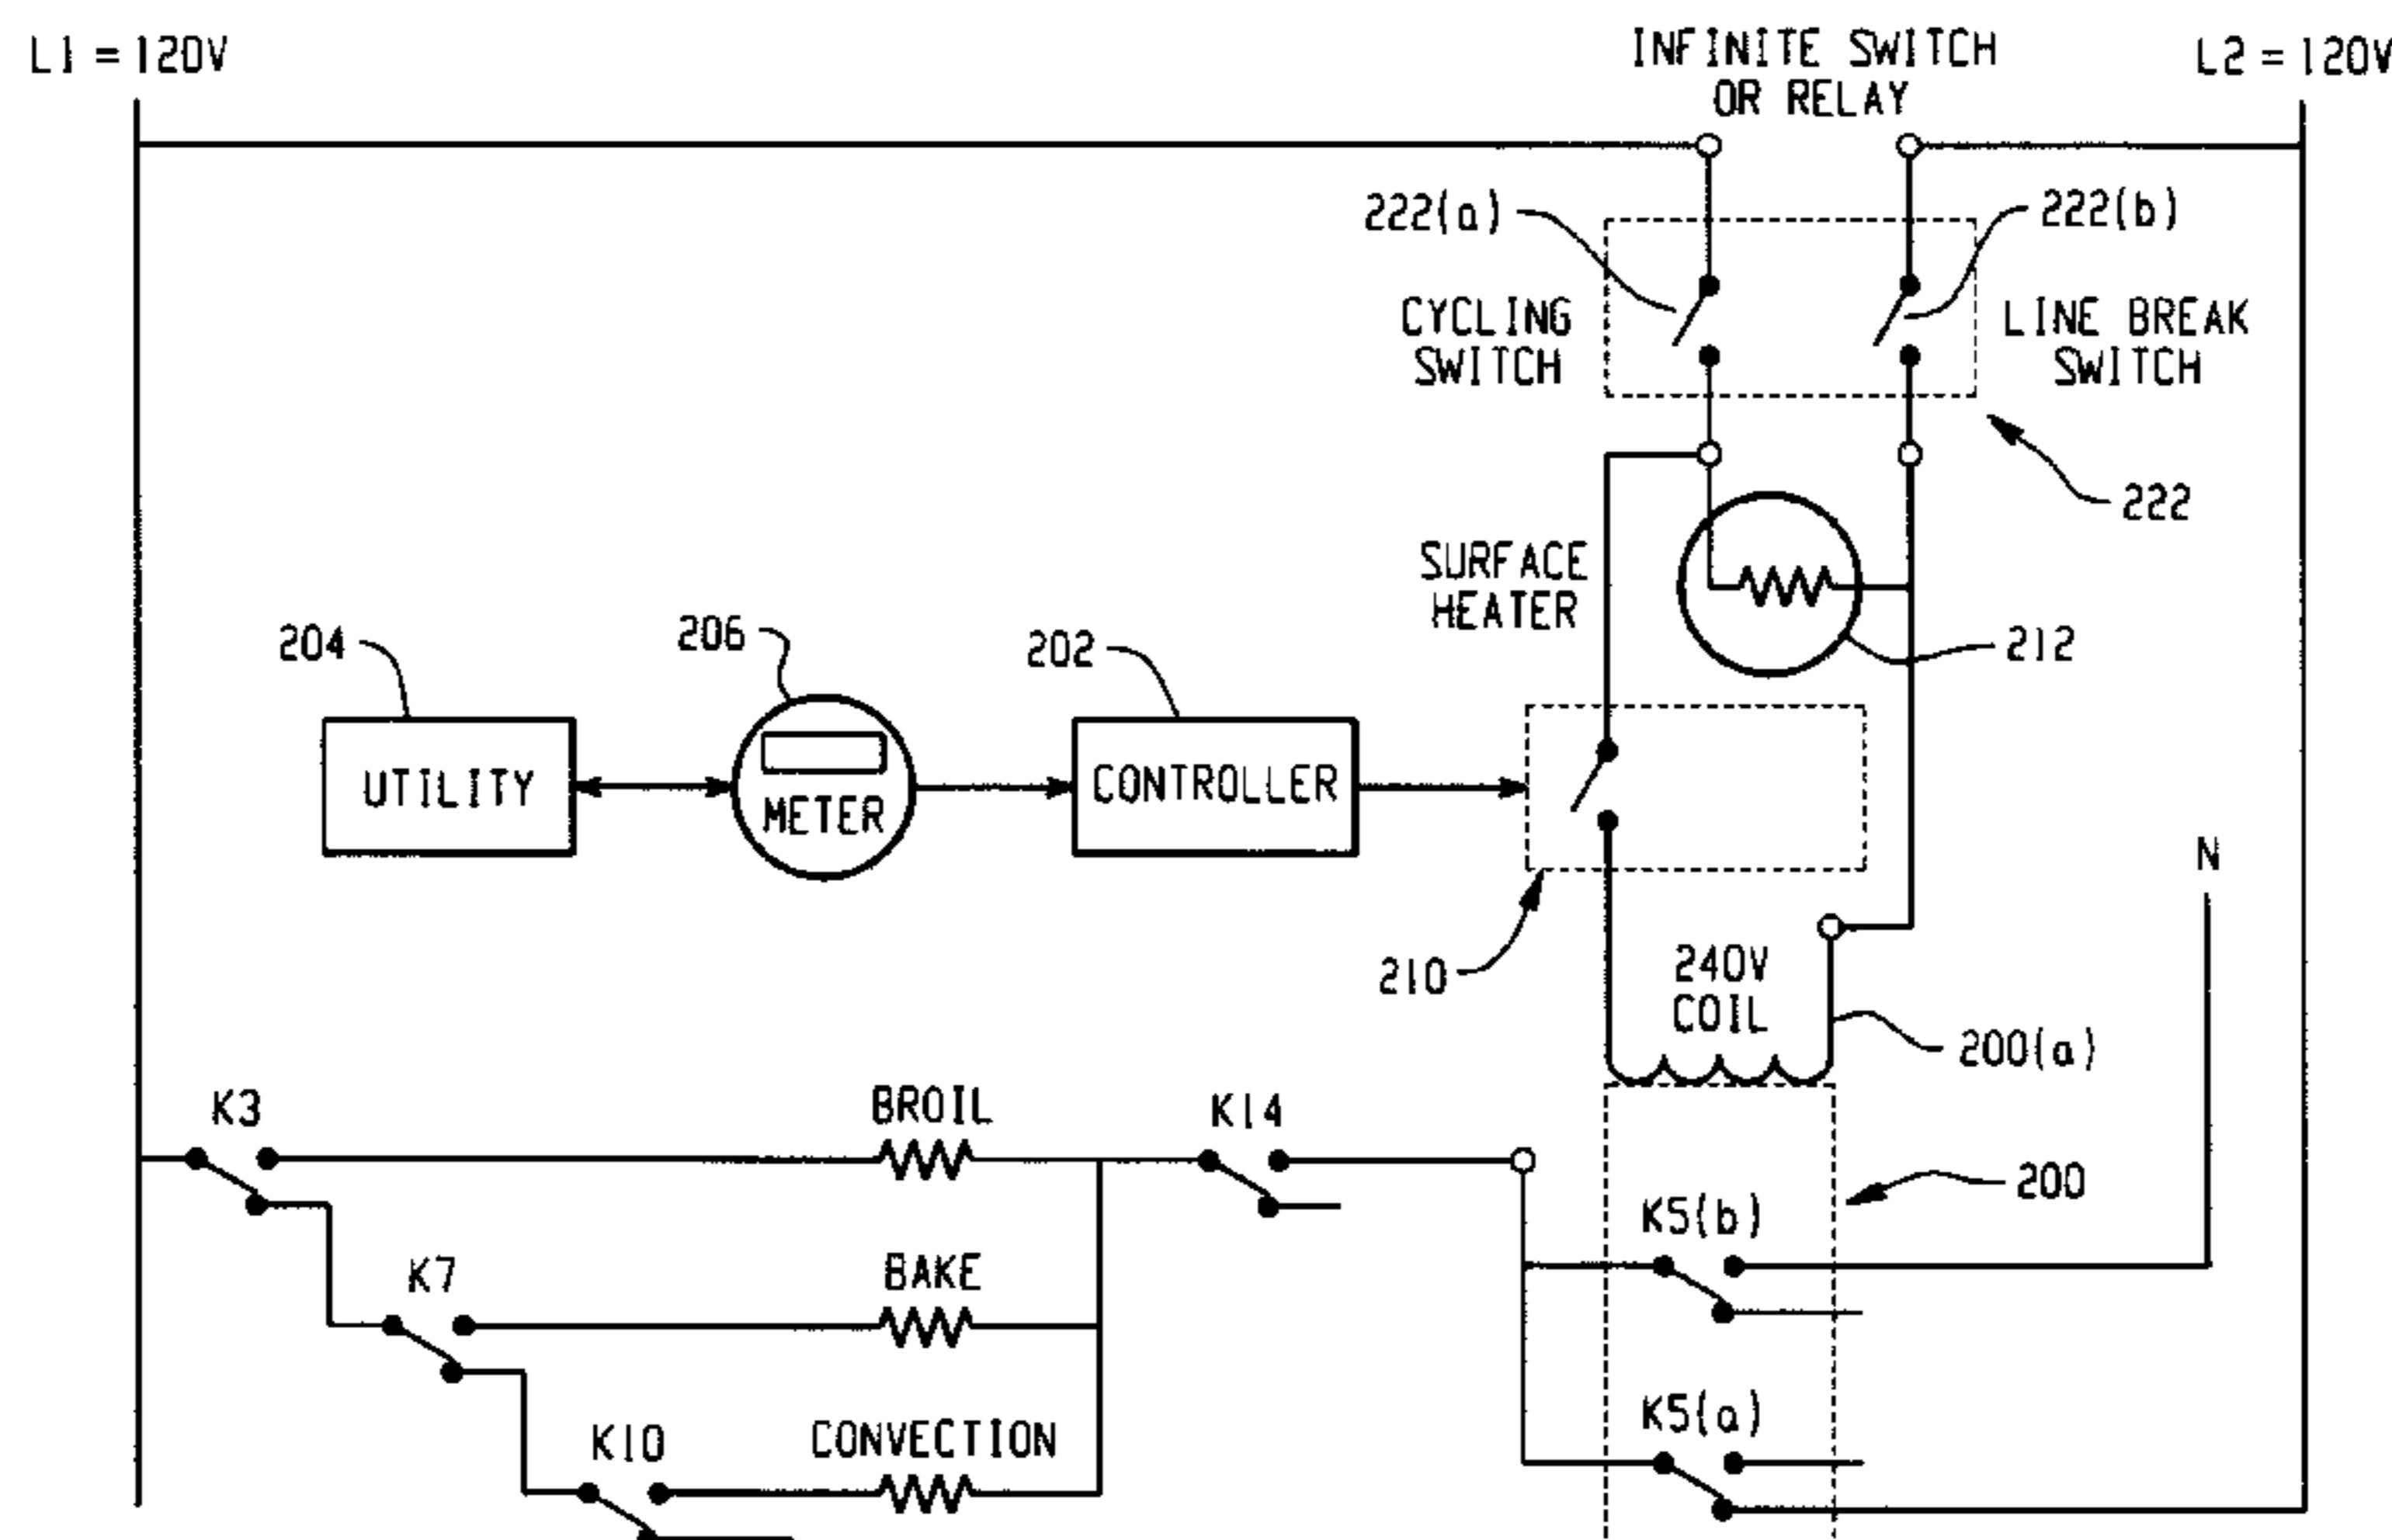 L1 = 120V
INFINITE SWITCH
OR RELAY
L2 = 120V
222(a)
222(b)
CYCLING
SWITCH
LINE BREAK
SWITCH
222
SURFACE
HEATER
212
204
206
202
UTILITY
METER
CONTROLLER
N
210
240V
COIL
200(a)
K3
BROIL
K14
200
K5(b)
K7
BAKE
K5(a)
K10
CONVECTION